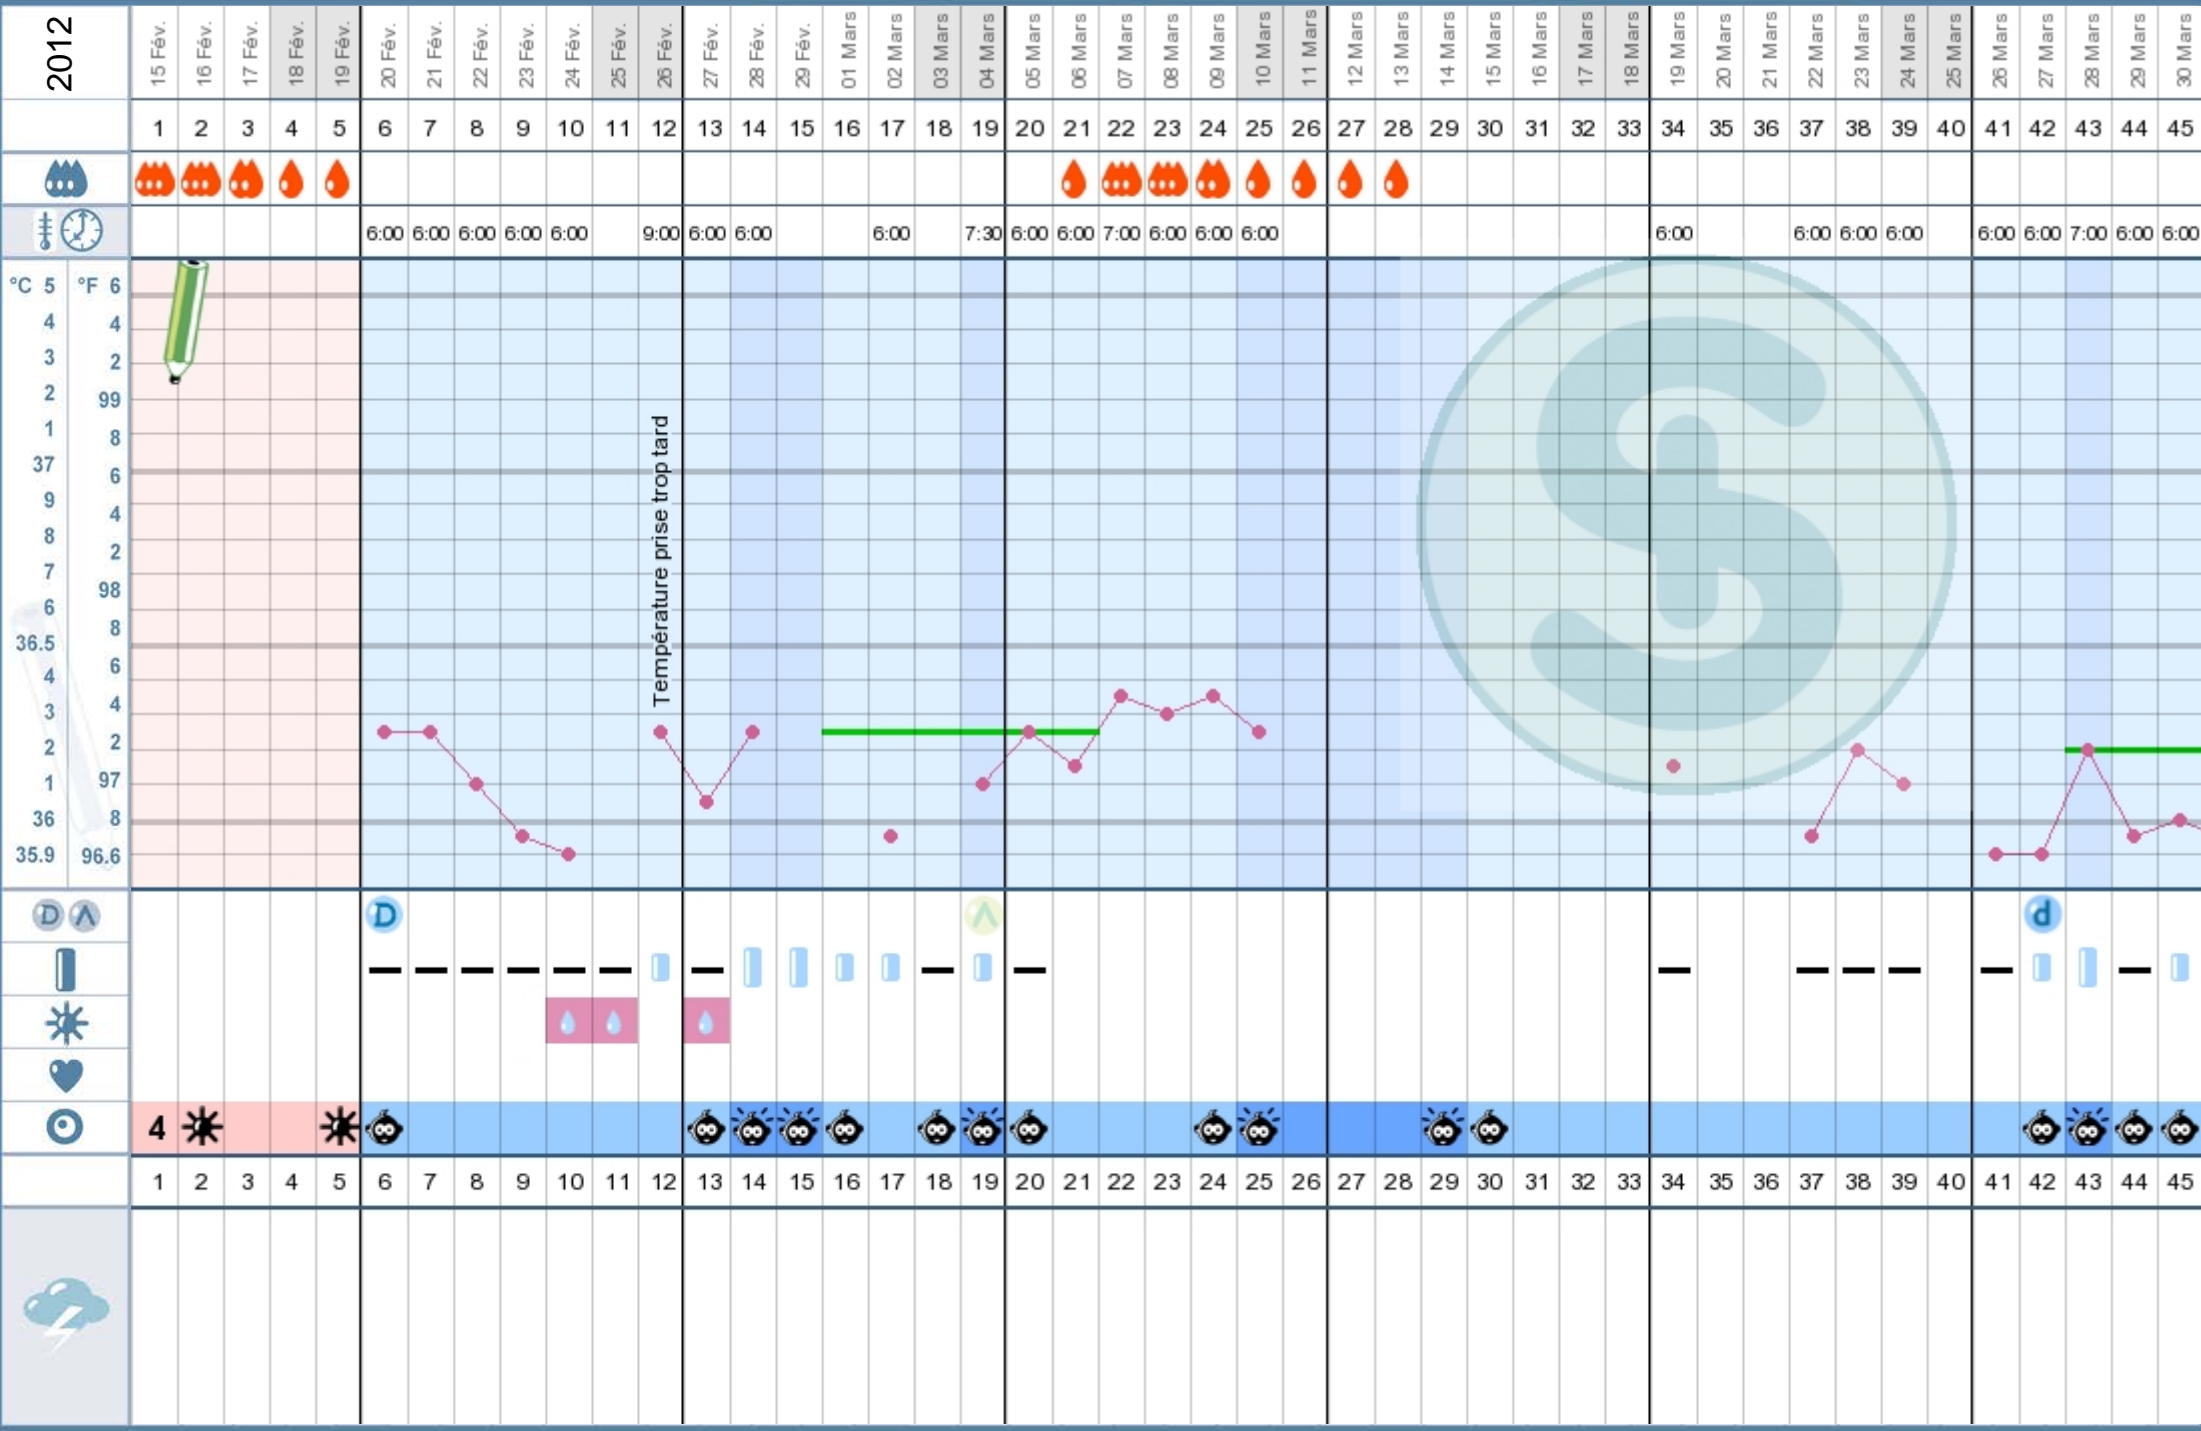 2012
15 Fév. 16 Fév. 17 Fév. 18 Fév. 19 Fév. 20 Fév. 21 Fév. 22 Fév. 23 Fév. 24 Fév. 25 Fév. 26 Fév. 27 Fév. 28 Fév. 29 Fév. 01 Mars 02 Mars 03 Mars 04 Mars 05 Mars 06 Mars 07 Mars 08 Mars 09 Mars 10 Mars 11 Mars 12 Mars 13 Mars 14 Mars 15 Mars 16 Mars 17 Mars 18 Mars 19 Mars 20 Mars 21 Mars 22 Mars 23 Mars 24 Mars 25 Mars 26 Mars 27 Mars 28 Mars 29 Mars 30 Mars
1 2 3 4 5 6 7 8 9 10 11 12 13 14 15 16 17 18 19 20 21 22 23 24 25 26 27 28 29 30 31 32 33 34 35 36 37 38 39 40 41 42 43 44 45
6:00 6:00 6:00 6:00 6:00 9:00 6:00 6:00 6:00 7:30 6:00 6:00 7:00 6:00 6:00 6:00 6:00 6:00 6:00 6:00 6:00 6:00 7:00 6:00 6:00
°C 5 °F 6
4 4
3 2
2 99
1 8
37 6
9 4
8 2
7 98
6 8
36.5 6
4 4
3 2
2 97
1 8
36 96.6
35.9
Température prise trop tard
D Λ D Λ d
4
1 2 3 4 5 6 7 8 9 10 11 12 13 14 15 16 17 18 19 20 21 22 23 24 25 26 27 28 29 30 31 32 33 34 35 36 37 38 39 40 41 42 43 44 45